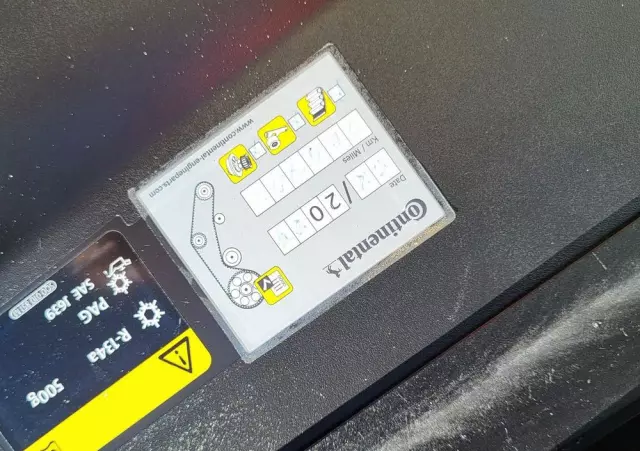 Continental
Date
/20
Km / Miles
www.continental-engineparts.com
500g
R-134a
PAG
SAE J639